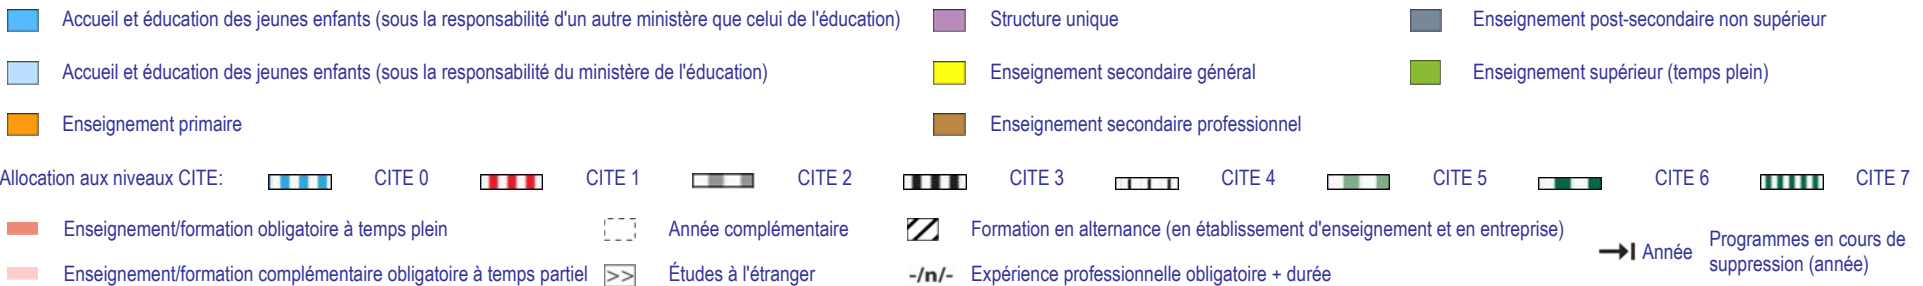 Accueil et éducation des jeunes enfants (sous la responsabilité d'un autre ministère que celui de l'éducation) Structure unique Enseignement post-secondaire non supérieur
Accueil et éducation des jeunes enfants (sous la responsabilité du ministère de l'éducation) Enseignement secondaire général Enseignement supérieur (temps plein)
Enseignement primaire Enseignement secondaire professionnel
Allocation aux niveaux CITE: CITE 0 CITE 1 CITE 2 CITE 3 CITE 4 CITE 5 CITE 6 CITE 7
Enseignement/formation obligatoire à temps plein Année complémentaire Formation en alternance (en établissement d'enseignement et en entreprise)
Enseignement/formation complémentaire obligatoire à temps partiel >> Études à l'étranger -/n/- Expérience professionnelle obligatoire + durée
Année Programmes en cours de
suppression (année)